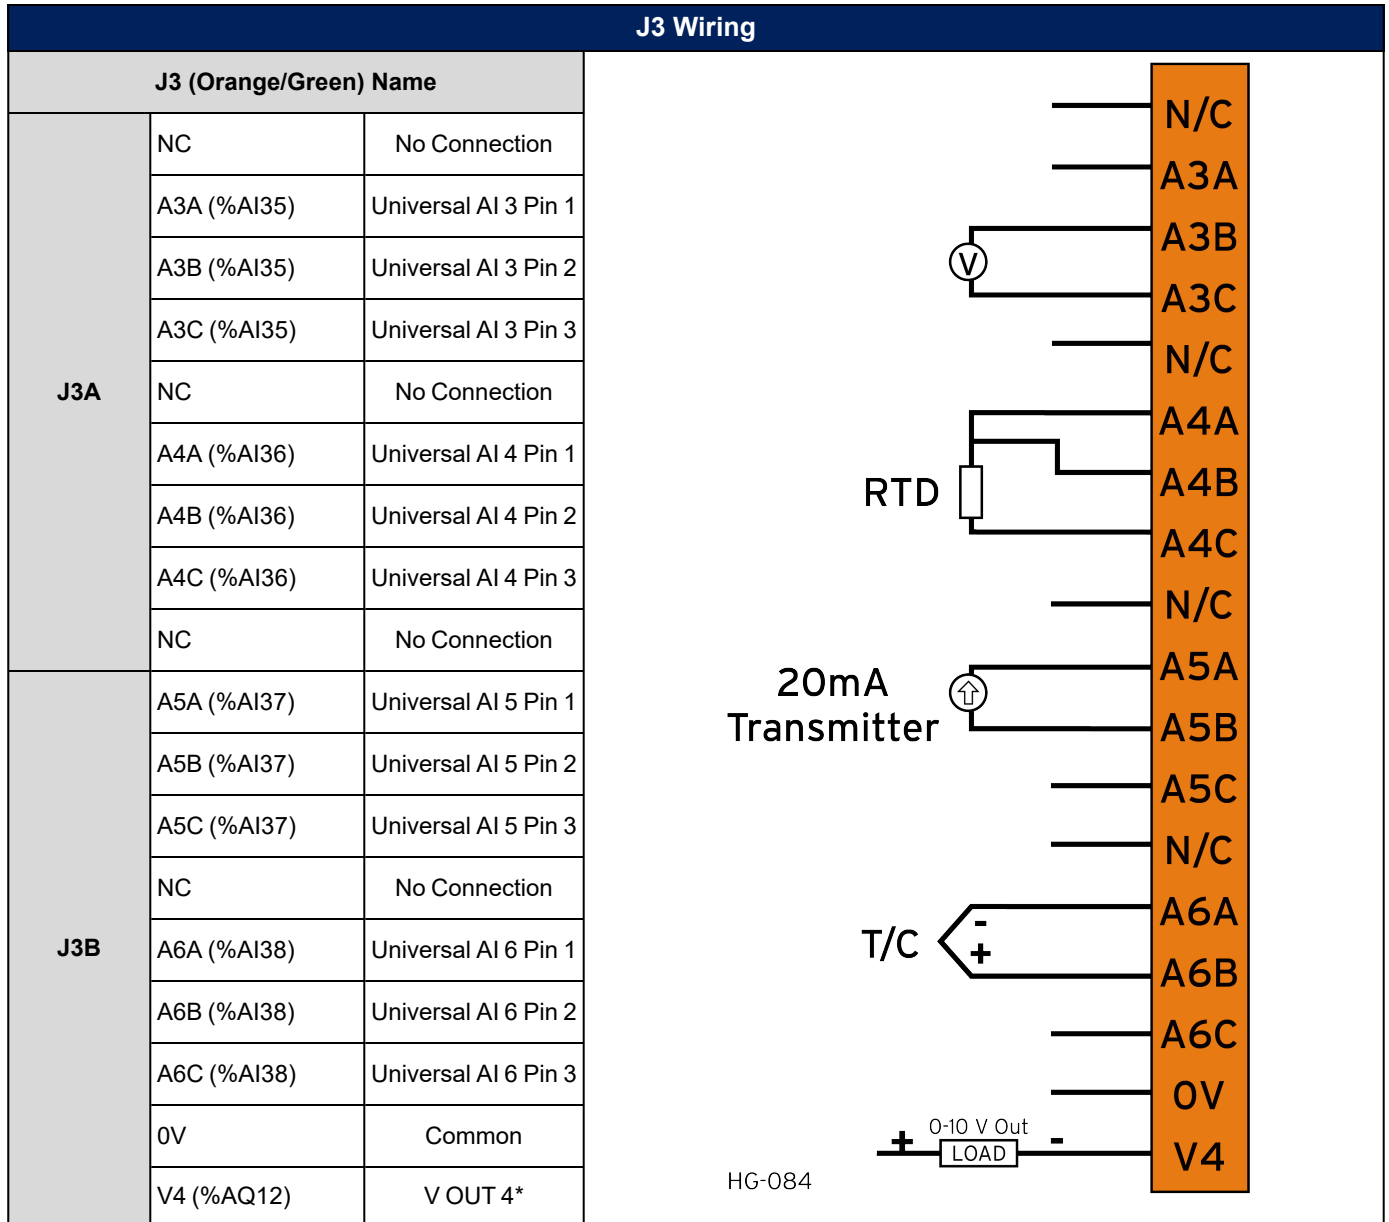 J3 Wiring
J3 (Orange/Green) Name
J3A
NC No Connection
A3A (%AI35) Universal AI 3 Pin 1
A3B (%AI35) Universal AI 3 Pin 2
A3C (%AI35) Universal AI 3 Pin 3
NC No Connection
A4A (%AI36) Universal AI 4 Pin 1
A4B (%AI36) Universal AI 4 Pin 2
A4C (%AI36) Universal AI 4 Pin 3
NC No Connection
J3B
A5A (%AI37) Universal AI 5 Pin 1
A5B (%AI37) Universal AI 5 Pin 2
A5C (%AI37) Universal AI 5 Pin 3
NC No Connection
A6A (%AI38) Universal AI 6 Pin 1
A6B (%AI38) Universal AI 6 Pin 2
A6C (%AI38) Universal AI 6 Pin 3
0V Common
V4 (%AQ12) V OUT 4*
N/C
A3A
A3B
V
A3C
N/C
A4A
RTD A4B
A4C
N/C
20mA A5A
Transmitter A5B
A5C
N/C
- A6A
T/C
+ A6B
A6C
0V
0-10 V Out
+ LOAD - V4
HG-084